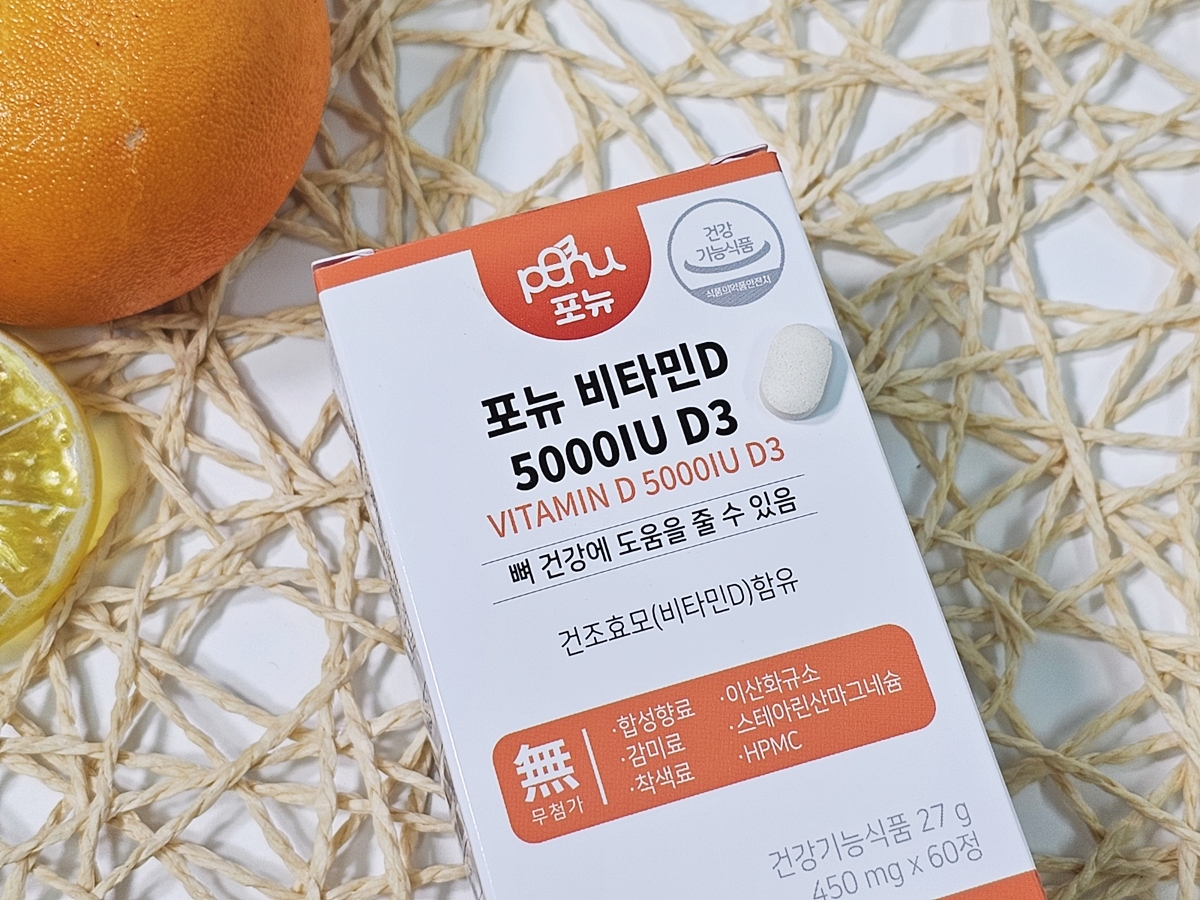 ponu
포뉴
건강
기능식품
식품의약품안전처
포뉴 비타민D
5000IU D3
VITAMIN D 5000IU D3
뼈 건강에 도움을 줄 수 있음
건조효모(비타민D)함유
無
무첨가
·합성향료
·감미료
·착색료
·이산화규소
·스테아린산마그네슘
·HPMC
건강기능식품 27 g
450 mg x 60정